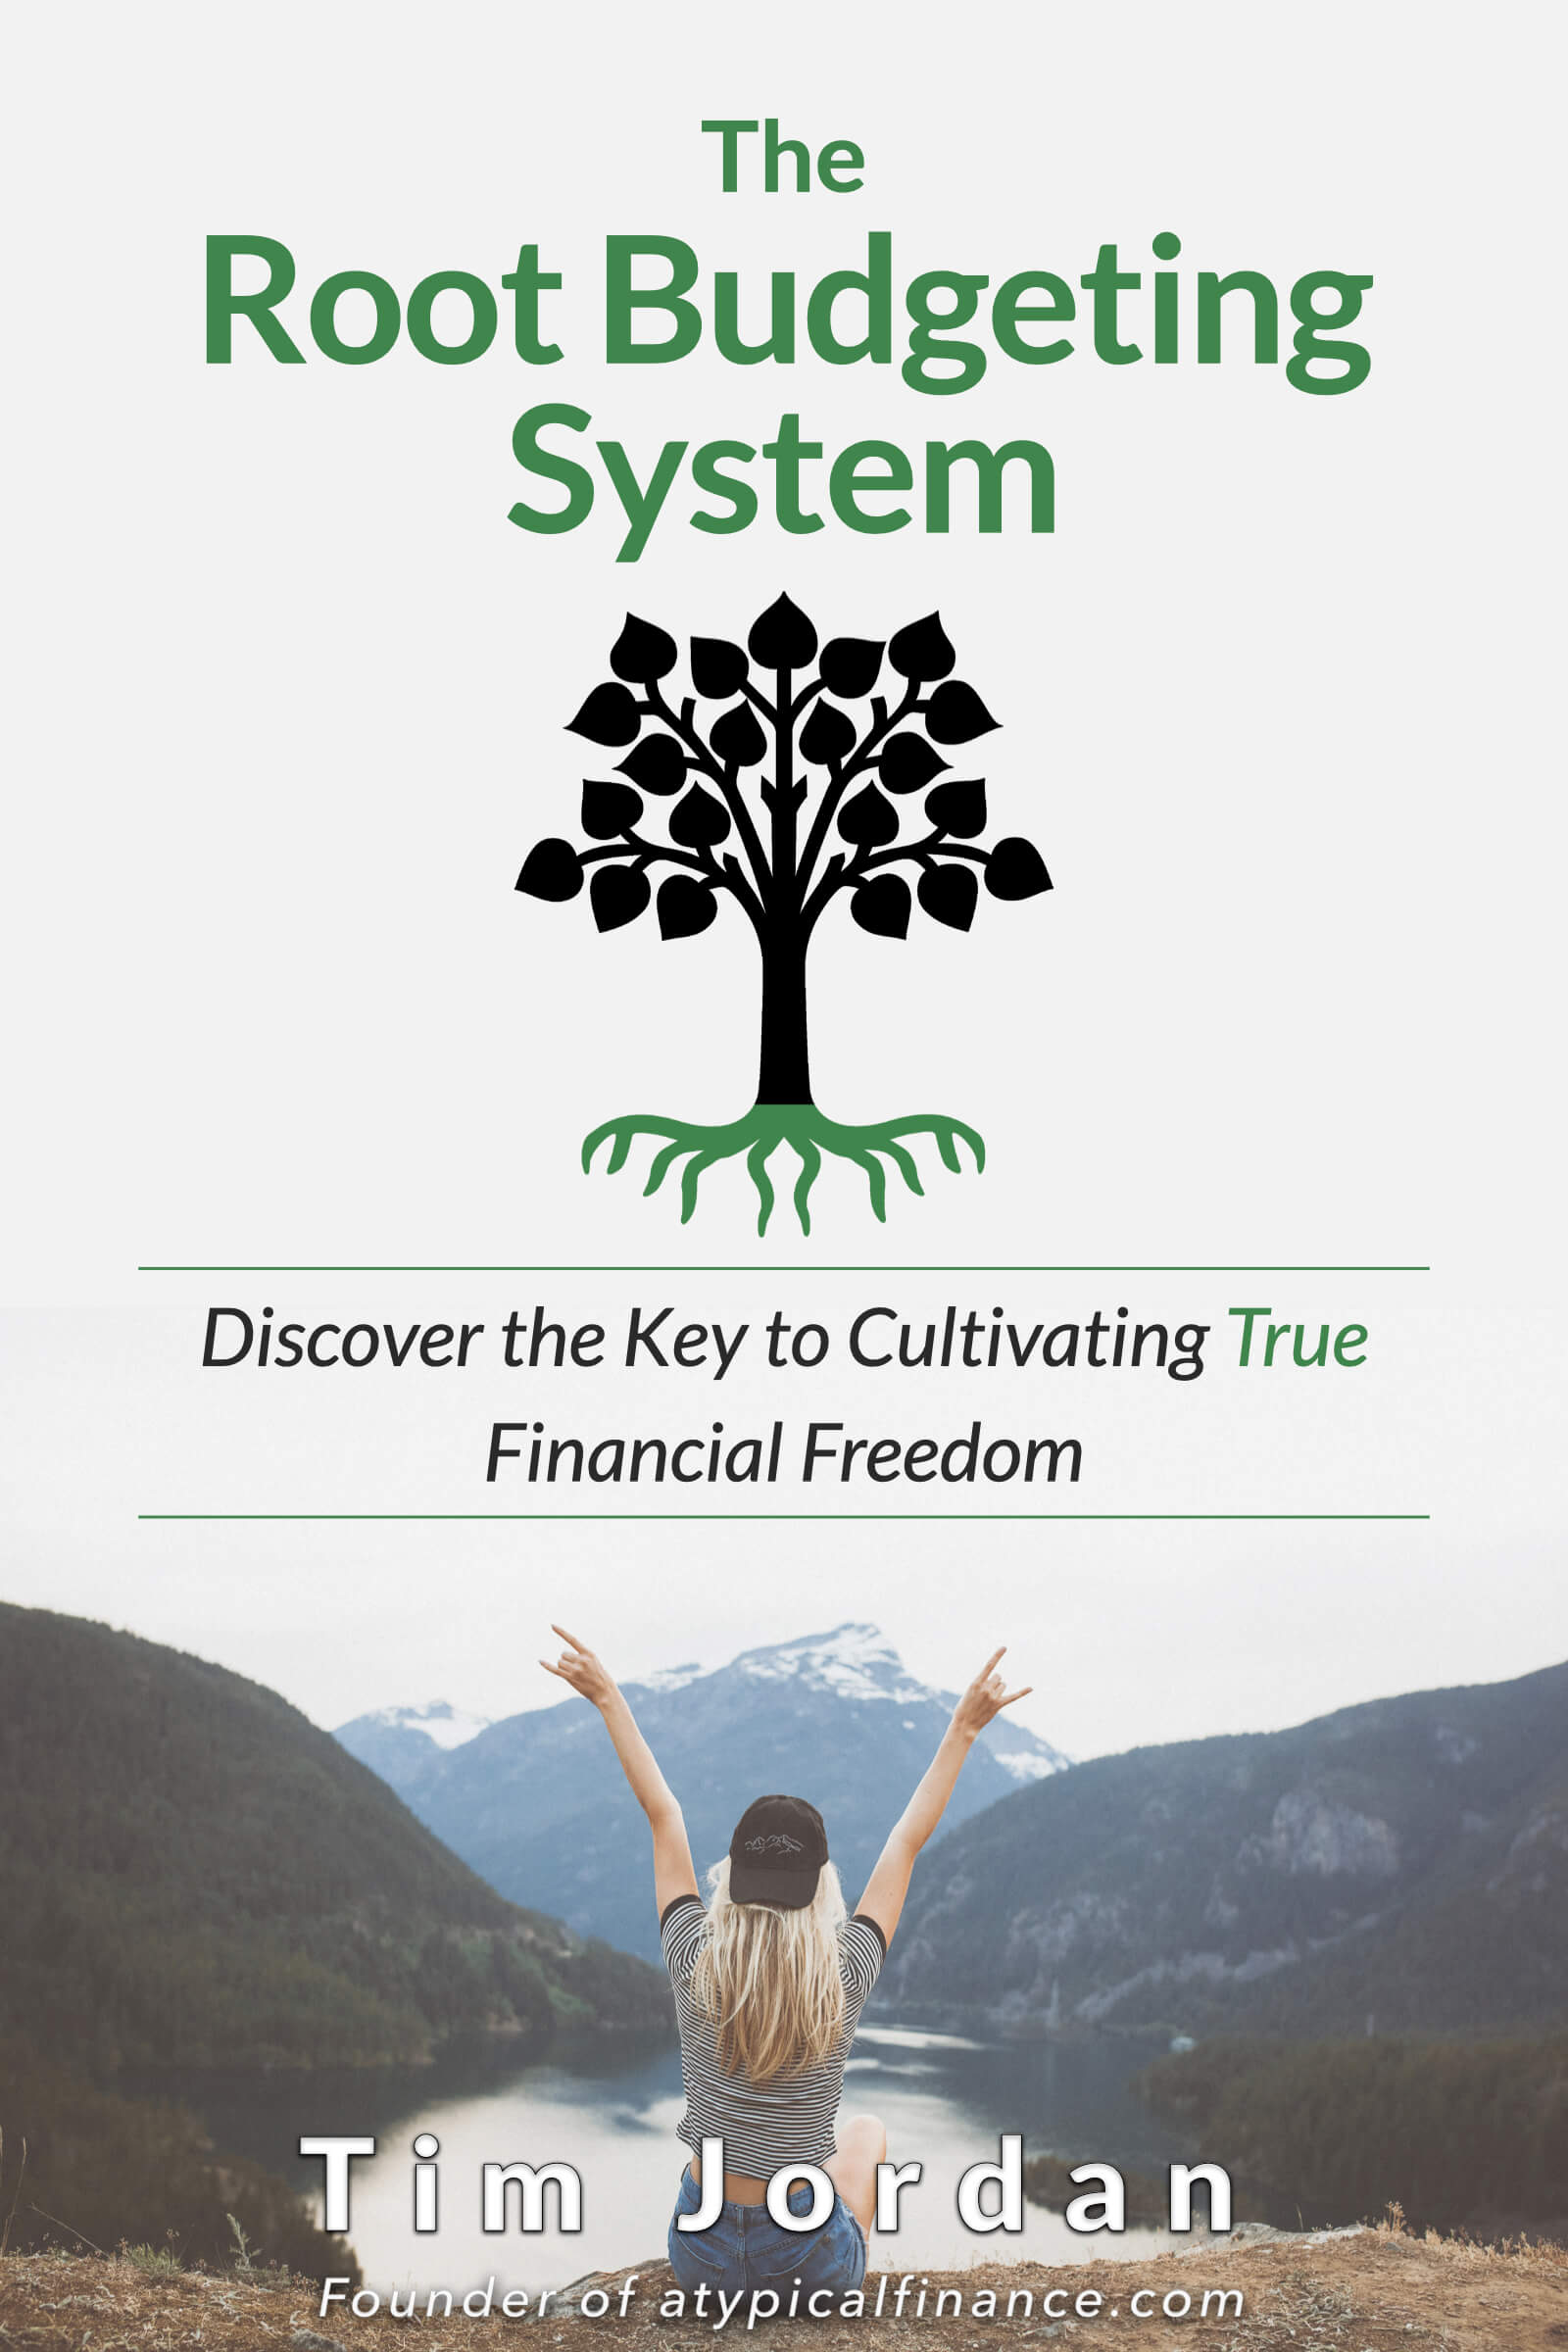 The
Root Budgeting
System
Discover the Key to Cultivating True
Financial Freedom
Tim Jordan
Founder of atypicalfinance.com